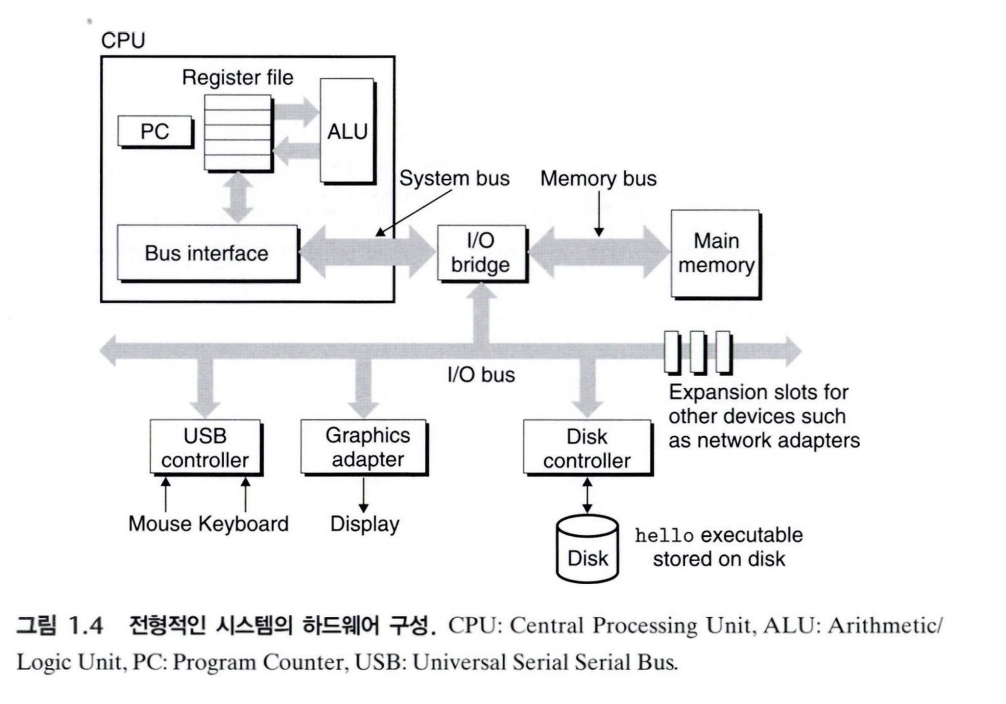 CPU
Register file
PC
ALU
System bus
Memory bus
Bus interface
I/O
bridge
Main
memory
I/O bus
Expansion slots for
other devices such
as network adapters
USB
controller
Graphics
adapter
Disk
controller
Mouse Keyboard
Display
Disk
hello executable
stored on disk
그림 1.4 전형적인 시스템의 하드웨어 구성. CPU: Central Processing Unit, ALU: Arithmetic/
Logic Unit, PC: Program Counter, USB: Universal Serial Serial Bus.